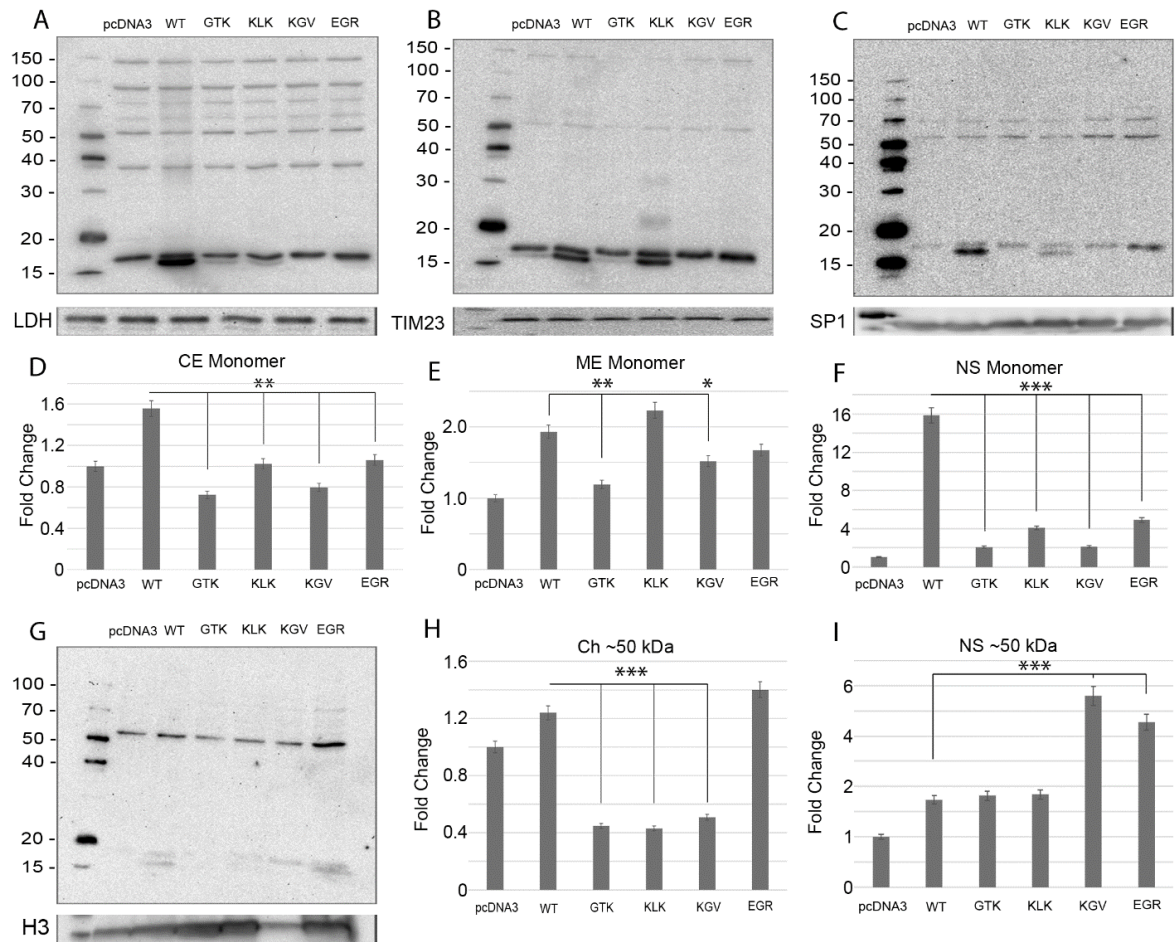 A
pcDNA3 WT GTK KLK KGV EGR
150 -
100 -
70 -
50 -
40 -
30 -
20 -
15 -
LDH
B
pcDNA3 WT GTK KLK KGV EGR
150 -
100 -
70 -
50 -
40 -
30 -
20 -
15 -
TIM23
C
pcDNA3 WT GTK KLK KGV EGR
150 -
100 -
70 -
50 -
40 -
30 -
20 -
15 -
SP1
D
CE Monomer
**
Fold Change
1.6
1.2
0.8
0.4
0
pcDNA3 WT GTK KLK KGV EGR
E
ME Monomer
** *
Fold Change
2.0
1.0
0
pcDNA3 WT GTK KLK KGV EGR
F
NS Monomer
***
Fold Change
16
12
8
4
0
pcDNA3 WT GTK KLK KGV EGR
G
pcDNA3 WT GTK KLK KGV EGR
100 -
70 -
50 -
40 -
20 -
15 -
H3
H
Ch ~50 kDa
***
Fold Change
1.6
1.2
0.8
0.4
0
pcDNA3 WT GTK KLK KGV EGR
I
NS ~50 kDa
***
Fold Change
6
4
2
1
0
pcDNA3 WT GTK KLK KGV EGR